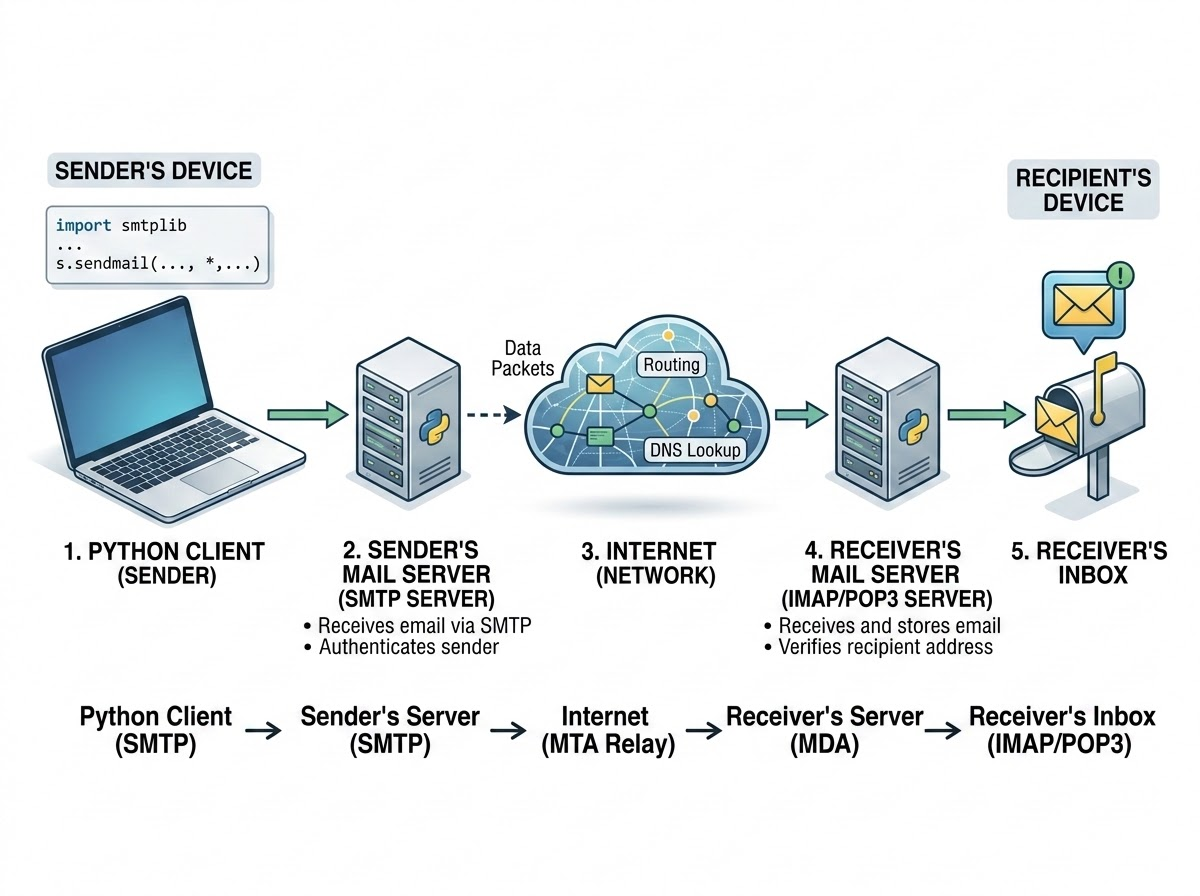 SENDER'S DEVICE
import smtplib
...
s.sendmail(..., *,...)
RECIPIENT'S
DEVICE
Data
Packets
Routing
DNS Lookup
!
1. PYTHON CLIENT
(SENDER)
2. SENDER'S
MAIL SERVER
(SMTP SERVER)
• Receives email via SMTP
• Authenticates sender
3. INTERNET
(NETWORK)
4. RECEIVER'S
MAIL SERVER
(IMAP/POP3 SERVER)
• Receives and stores email
• Verifies recipient address
5. RECEIVER'S
INBOX
Python Client
(SMTP)
Sender's Server
(SMTP)
Internet
(MTA Relay)
Receiver's Server
(MDA)
Receiver's Inbox
(IMAP/POP3)